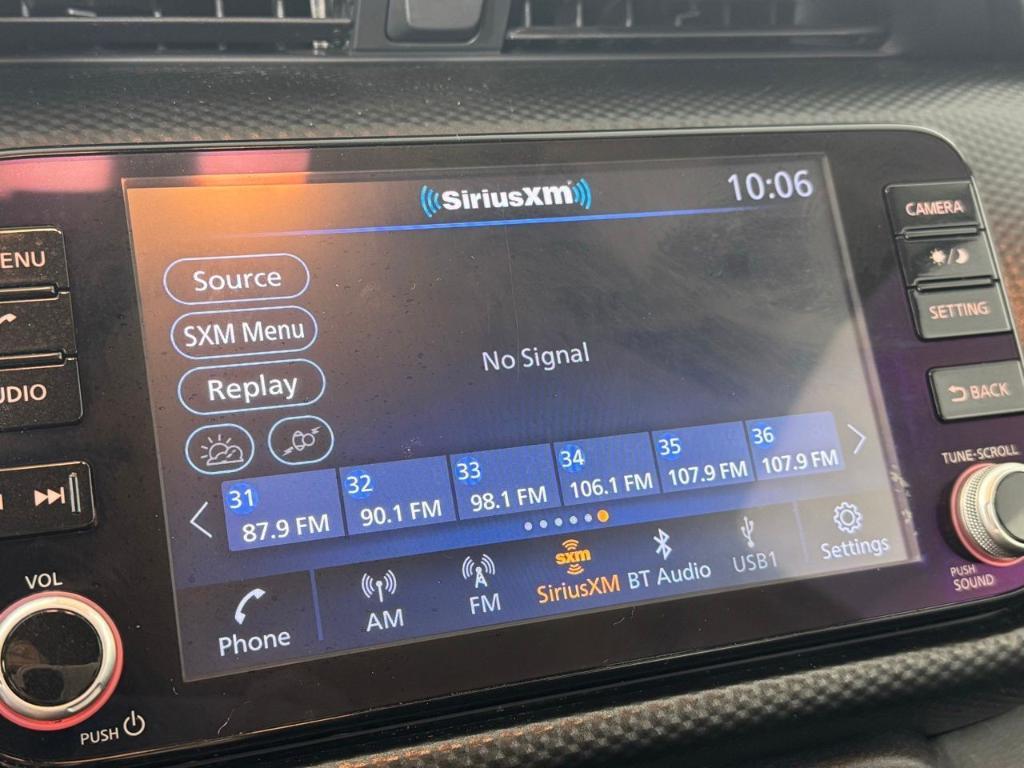 SiriusXM
10:06
CAMERA
ENU
Source
SXM Menu
SETTING
No Signal
Replay
UDIO
BACK
31
32
33
34
35
36
87.9 FM
90.1 FM
98.1 FM
106.1 FM
107.9 FM
107.9 FM
TUNE·SCROLL
VOL
Phone
AM
FM
sxm
SiriusXM
BT Audio
USB1
Settings
PUSH
SOUND
PUSH